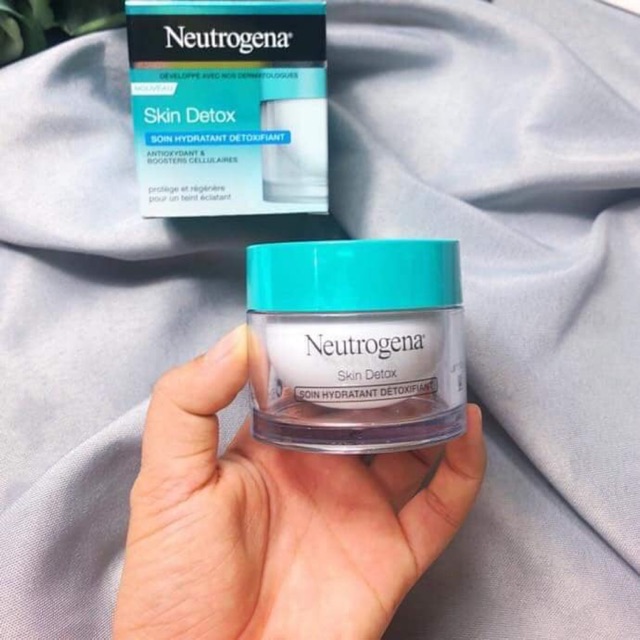 Neutrogena®
DÉVELOPPÉ AVEC NOS DERMATOLOGUES
NOUVEAU
Skin Detox
SOIN HYDRATANT DÉTOXIFIANT
ANTIOXYDANT &
BOOSTERS CELLULAIRES
protège et régénère
pour un teint éclatant
Neutrogena®
Skin Detox
SOIN HYDRATANT DÉTOXIFIANT